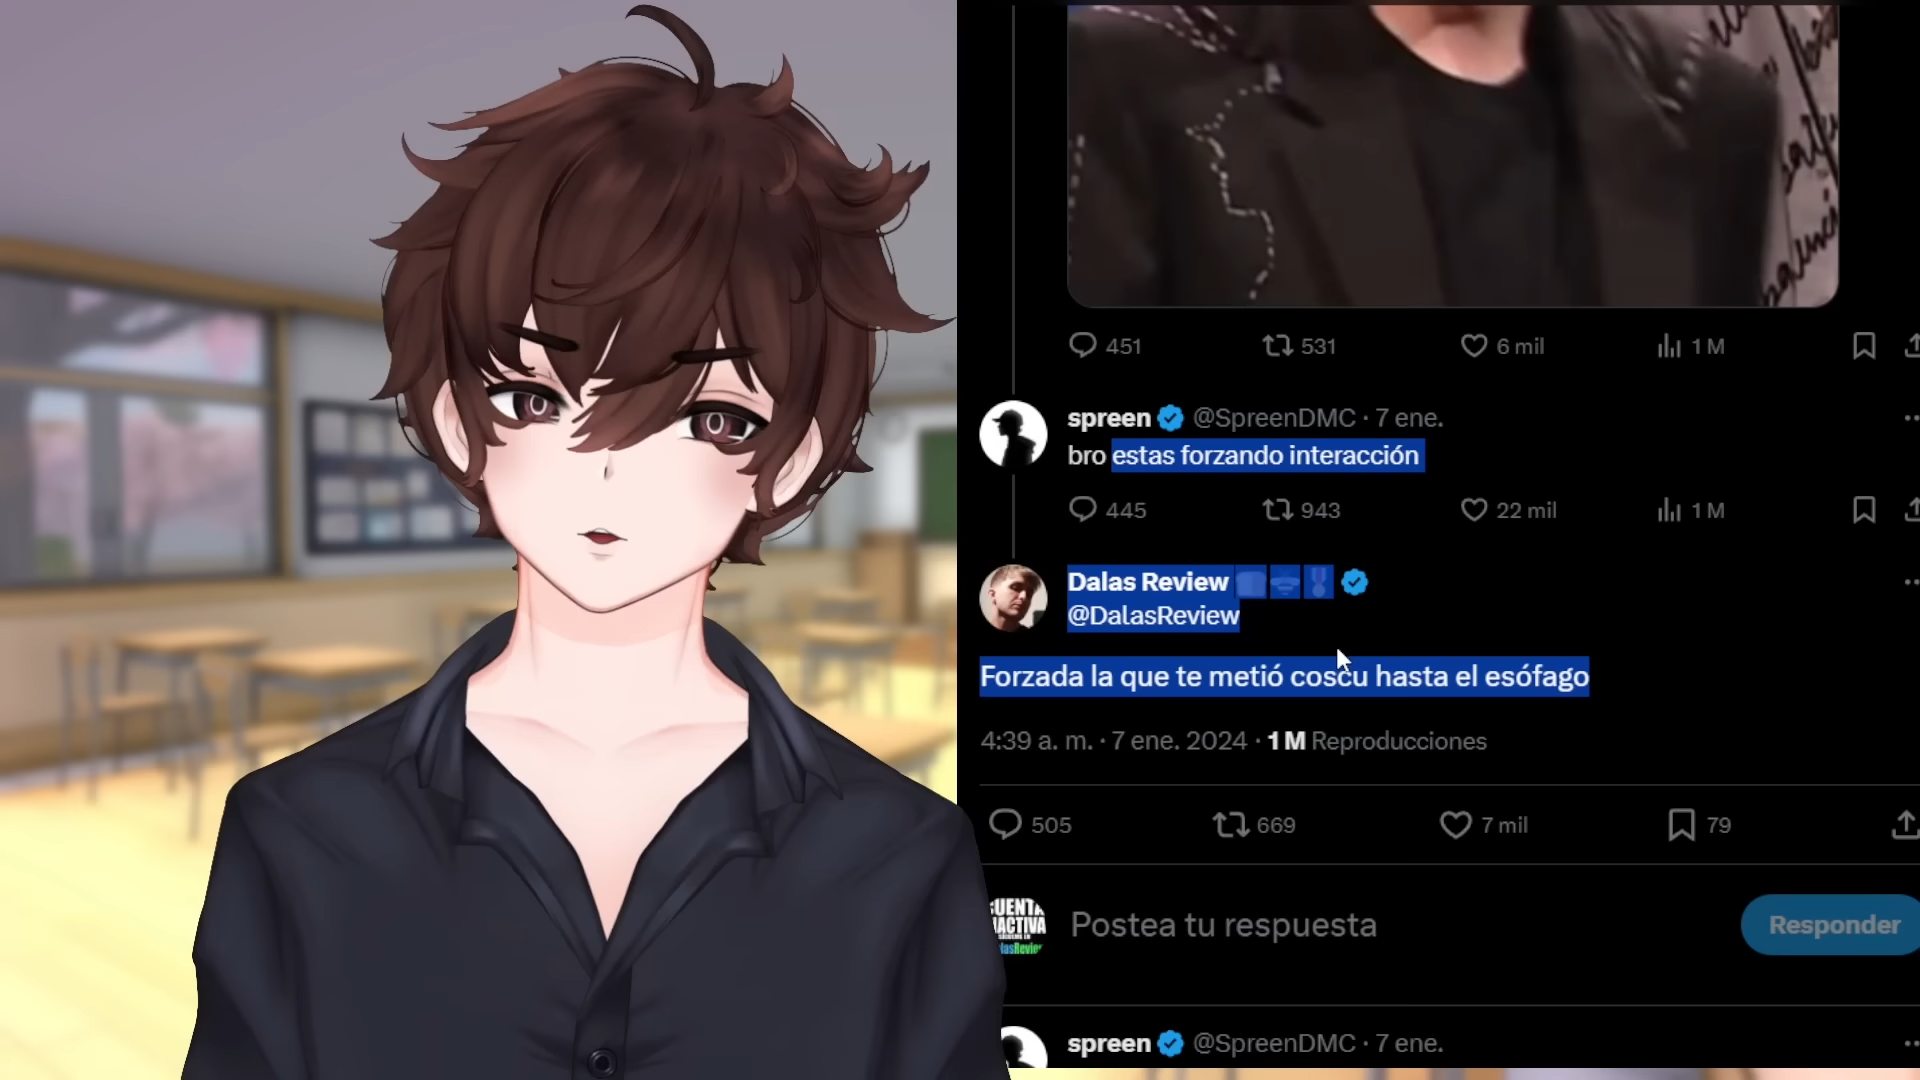 451 531 6 mil 1 M
spreen @SpreenDMC · 7 ene.
bro estas forzando interacción
445 943 22 mil 1 M
Dalas Review
@DalasReview
Forzada la que te metió coscu hasta el esófago
4:39 a. m. · 7 ene. 2024 · 1 M Reproducciones
505 669 7 mil 79
Postea tu respuesta
Responder
spreen @SpreenDMC · 7 ene.